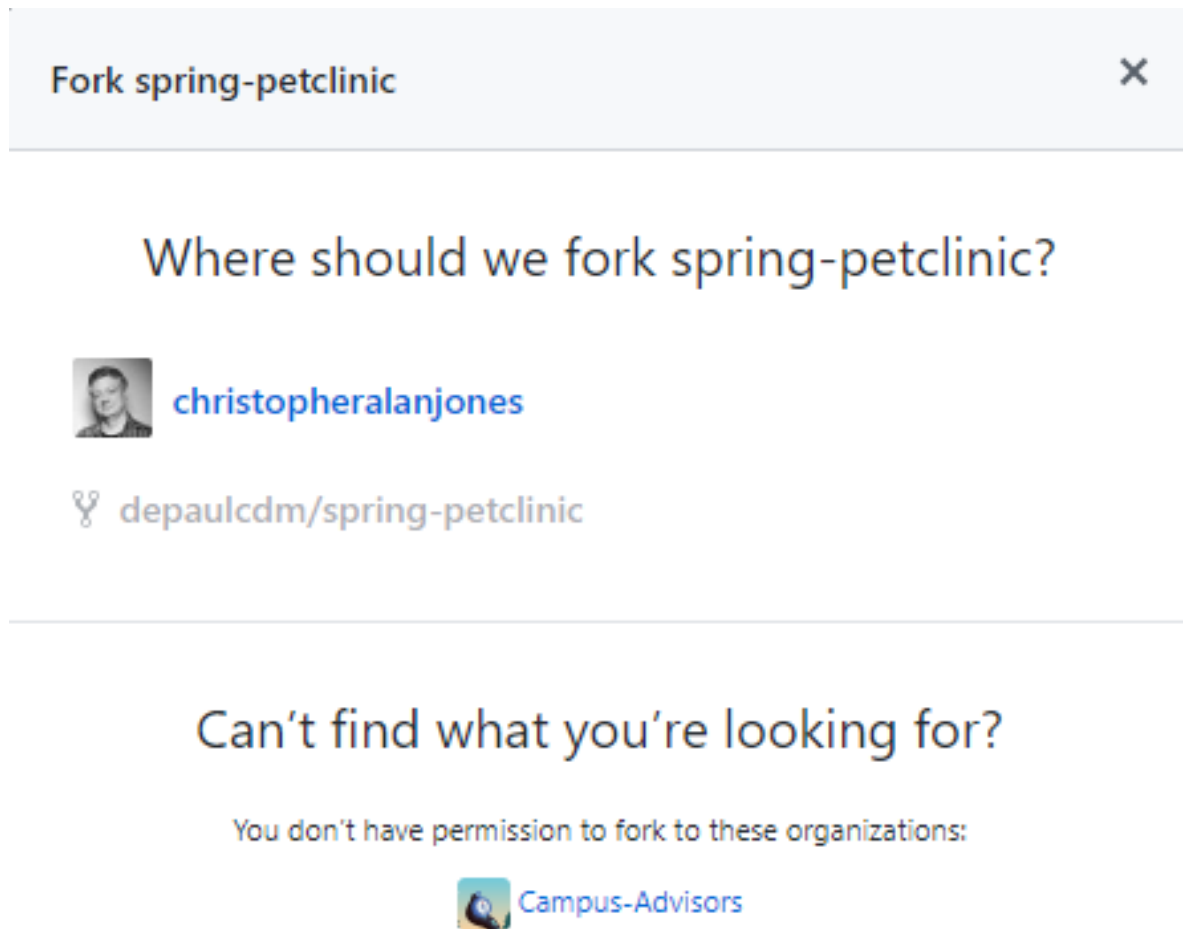 Fork spring-petclinic
Where should we fork spring-petclinic?
christopheralanjones
depaulcdm/spring-petclinic
Can’t find what you’re looking for?
You don’t have permission to fork to these organizations:
Campus-Advisors